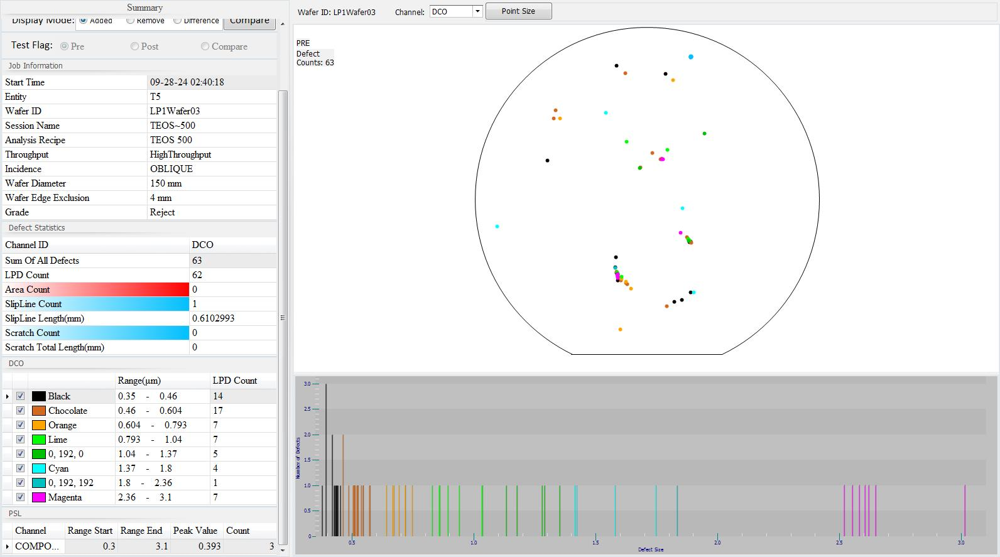 Summary
Display Mode: Added Remove Difference Compare
Test Flag: Pre Post Compare
Job Information
Start Time 09-28-24 02:40:18
Entity T5
Wafer ID LP1Wafer03
Session Name TEOS~500
Analysis Recipe TEOS 500
Throughput HighThroughput
Incidence OBLIQUE
Wafer Diameter 150 mm
Wafer Edge Exclusion 4 mm
Grade Reject
Defect Statistics
Channel ID DCO
Sum Of All Defects 63
LPD Count 62
Area Count 0
SlipLine Count 1
SlipLine Length(mm) 0.6102993
Scratch Count 0
Scratch Total Length(mm) 0
DCO
Range(µm) LPD Count
Black 0.35 - 0.46 14
Chocolate 0.46 - 0.604 17
Orange 0.604 - 0.793 7
Lime 0.793 - 1.04 7
0, 192, 0 1.04 - 1.37 5
Cyan 1.37 - 1.8 4
0, 192, 192 1.8 - 2.36 1
Magenta 2.36 - 3.1 7
PSL
Channel Range Start Range End Peak Value Count
COMPO... 0.3 3.1 0.393 3
Wafer ID: LP1Wafer03 Channel: DCO Point Size
PRE
Defect
Counts: 63
Number of Defects
3.0
2.5
2.0
1.5
1.0
0.5
0
0.5 1.0 1.5 2.0 2.5 3.0
Defect Size